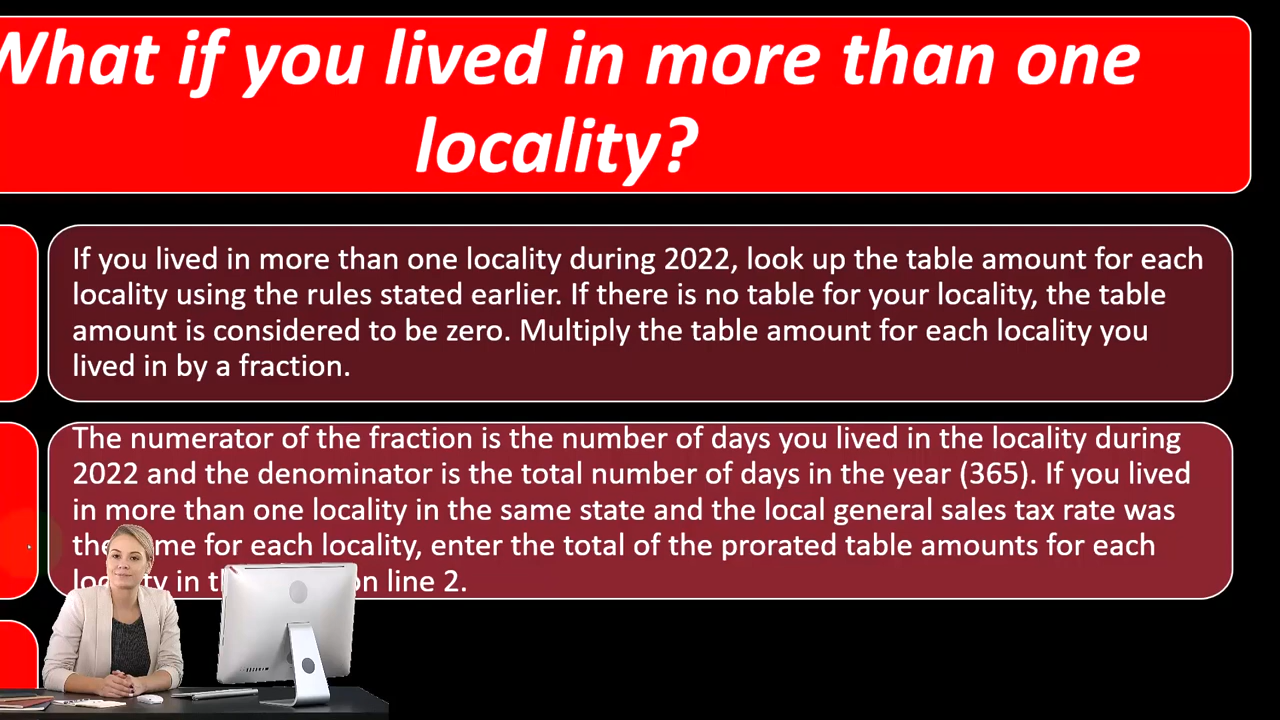 What if you lived in more than one
locality?
If you lived in more than one locality during 2022, look up the table amount for each
locality using the rules stated earlier. If there is no table for your locality, the table
amount is considered to be zero. Multiply the table amount for each locality you
lived in by a fraction.
The numerator of the fraction is the number of days you lived in the locality during
2022 and the denominator is the total number of days in the year (365). If you lived
in more than one locality in the same state and the local general sales tax rate was
for each locality, enter the total of the prorated table amounts for each
in line 2.